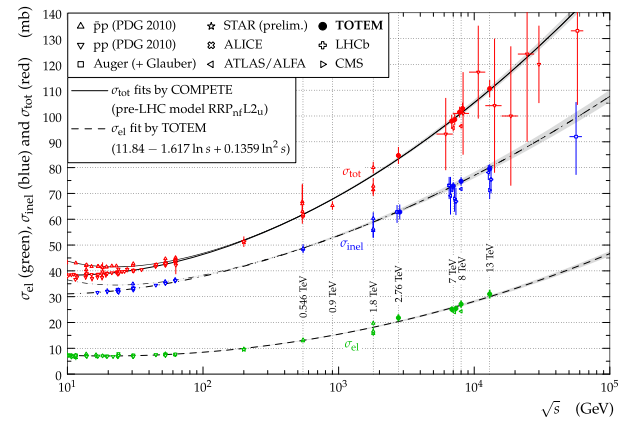 σel (green), σinel (blue) and σtot (red) (mb)
140
130
120
110
100
90
80
70
60
50
40
30
20
10
0
p̄p (PDG 2010)
pp (PDG 2010)
Auger (+ Glauber)
STAR (prelim.)
ALICE
ATLAS/ALFA
TOTEM
LHCb
CMS
σtot fits by COMPETE
(pre-LHC model RRPnfL2u)
σel fit by TOTEM
(11.84 − 1.617 ln s + 0.1359 ln² s)
σtot
σinel
σel
0.546 TeV
0.9 TeV
1.8 TeV
2.76 TeV
7 TeV
8 TeV
13 TeV
10¹
10²
10³
10⁴
10⁵
√s (GeV)